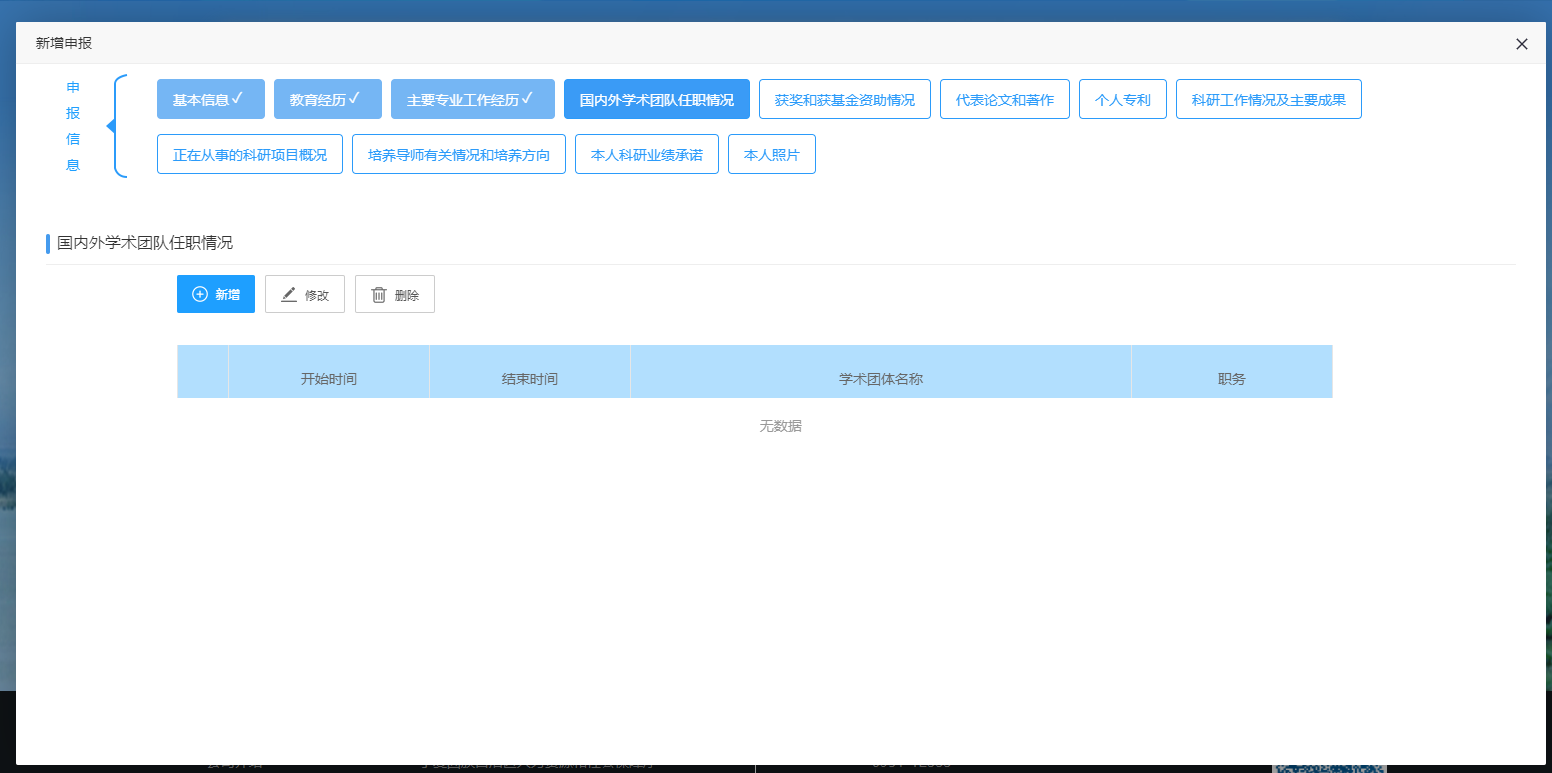 新增申报
申报信息
基本信息✓ 教育经历✓ 主要专业工作经历✓ 国内外学术团队任职情况 获奖和获基金资助情况 代表论文和著作 个人专利 科研工作情况及主要成果
正在从事的科研项目概况 培养导师有关情况和培养方向 本人科研业绩承诺 本人照片
国内外学术团队任职情况
新增 修改 删除
开始时间 结束时间 学术团体名称 职务
无数据